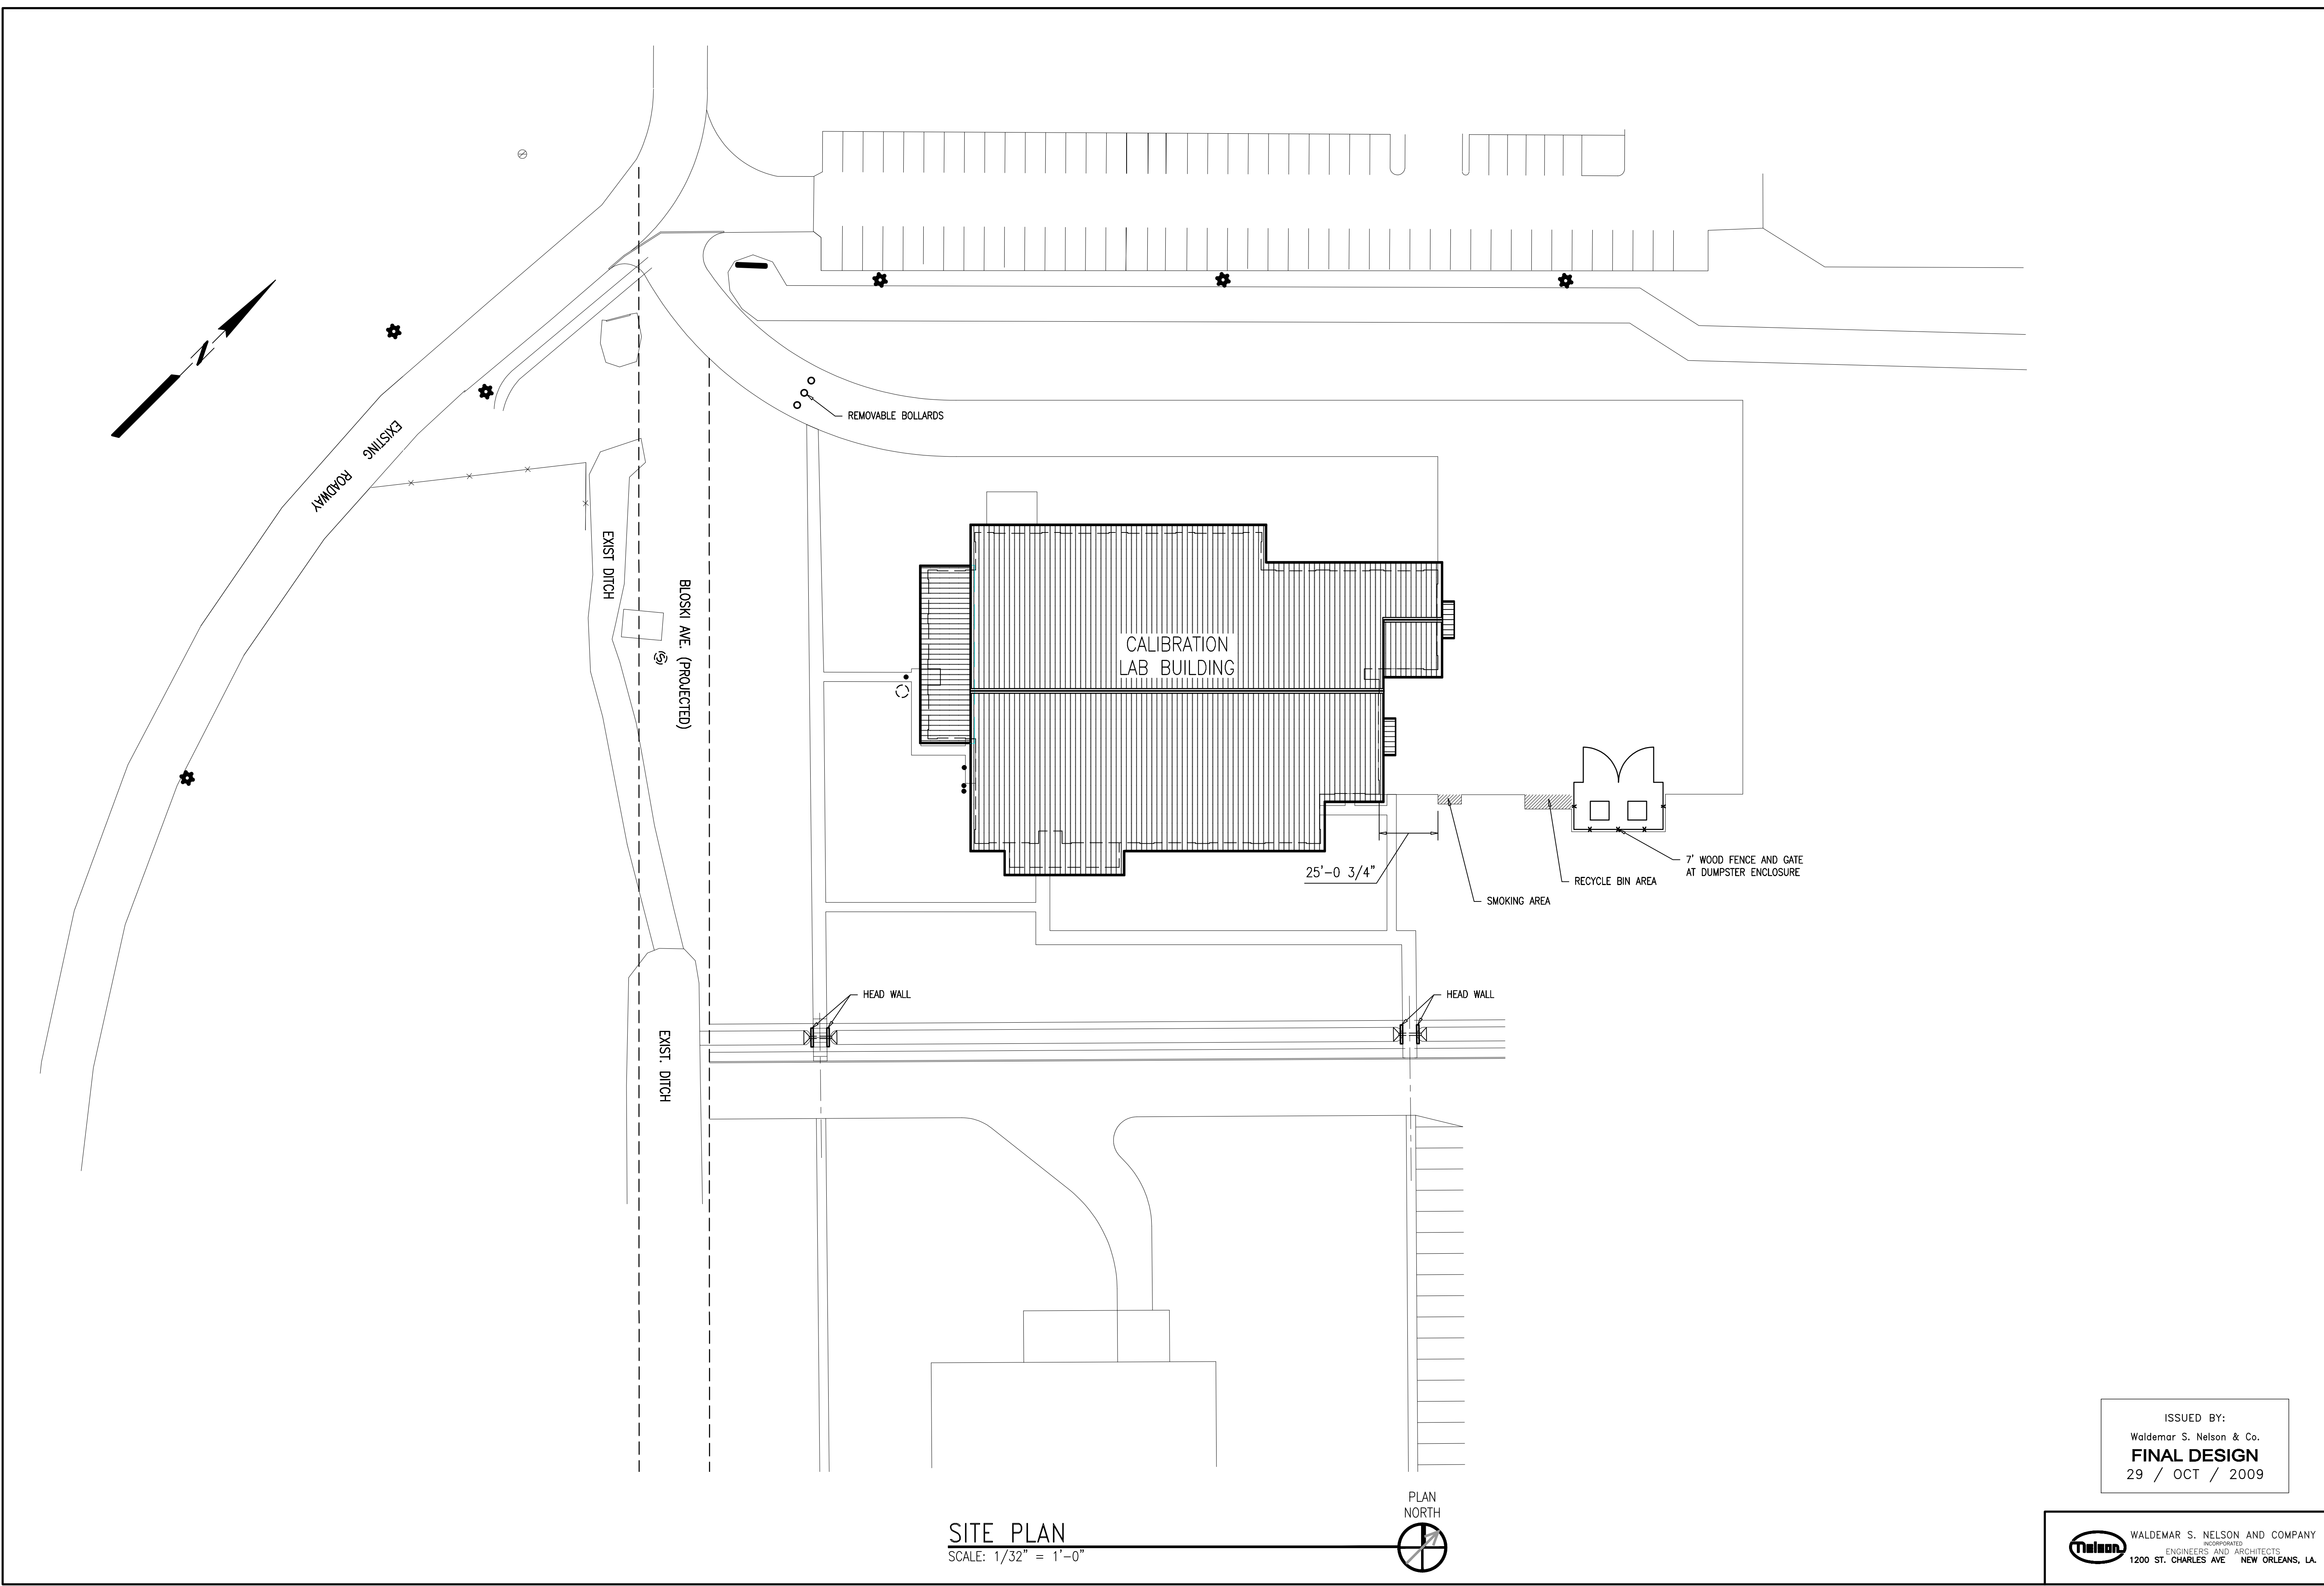 N
REMOVABLE BOLLARDS
EXISTING ROADWAY
EXIST DITCH
BLOSKI AVE. (PROJECTED)
S
CALIBRATION
LAB BUILDING
25'-0 3/4"
7' WOOD FENCE AND GATE
AT DUMPSTER ENCLOSURE
RECYCLE BIN AREA
SMOKING AREA
HEAD WALL
HEAD WALL
EXIST. DITCH
ISSUED BY:
Waldemar S. Nelson & Co.
FINAL DESIGN
29 / OCT / 2009
PLAN
NORTH
SITE PLAN
SCALE: 1/32" = 1'-0"
nelson
WALDEMAR S. NELSON AND COMPANY
INCORPORATED
ENGINEERS AND ARCHITECTS
1200 ST. CHARLES AVE NEW ORLEANS, LA.